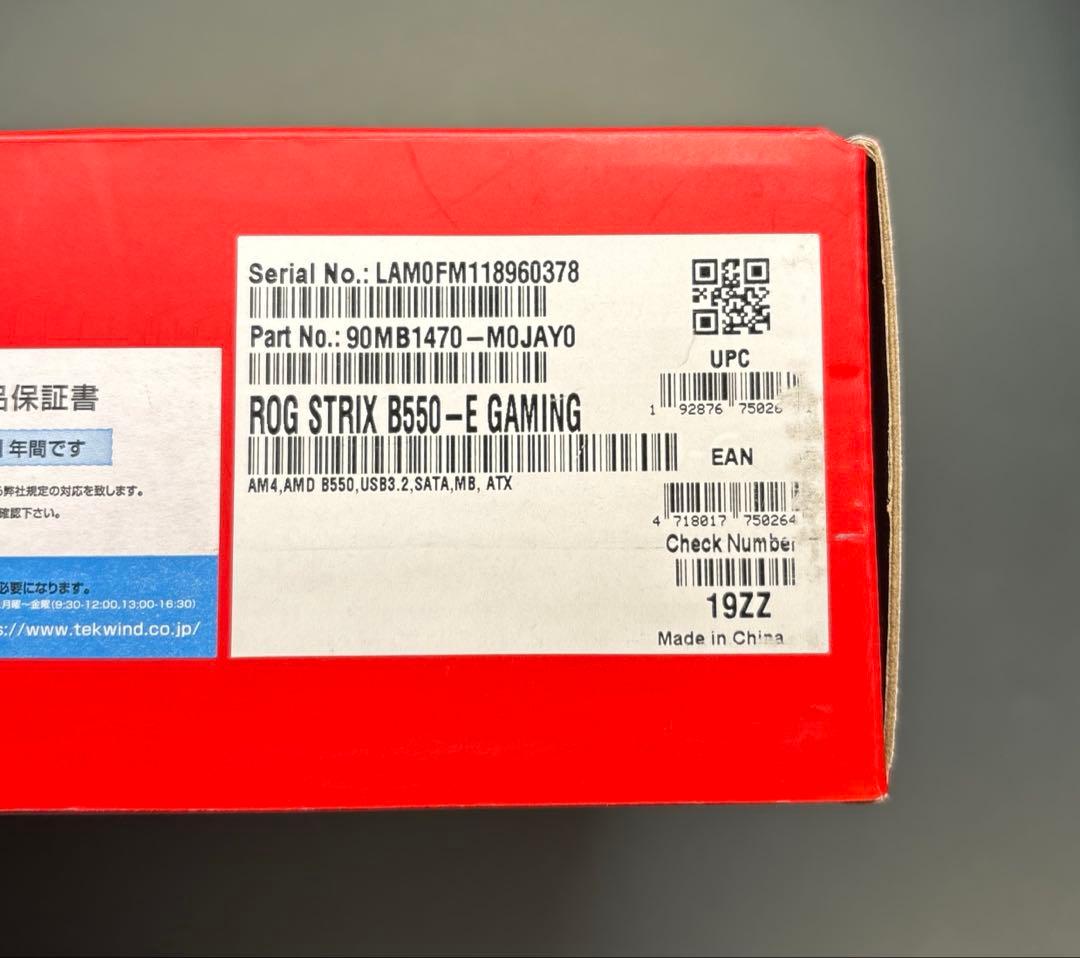 Serial No.: LAM0FM118960378
Part No.: 90MB1470-M0JAY0
ROG STRIX B550-E GAMING
AM4,AMD B550,USB3.2,SATA,MB, ATX
UPC
1 92876 75026
EAN
4 718017 750264
Check Number
19ZZ
Made in China
品保証書
1年間です
弊社規定の対応を致します。
確認下さい。
必要になります。
月曜〜金曜(9:30-12:00,13:00-16:30)
s://www.tekwind.co.jp/